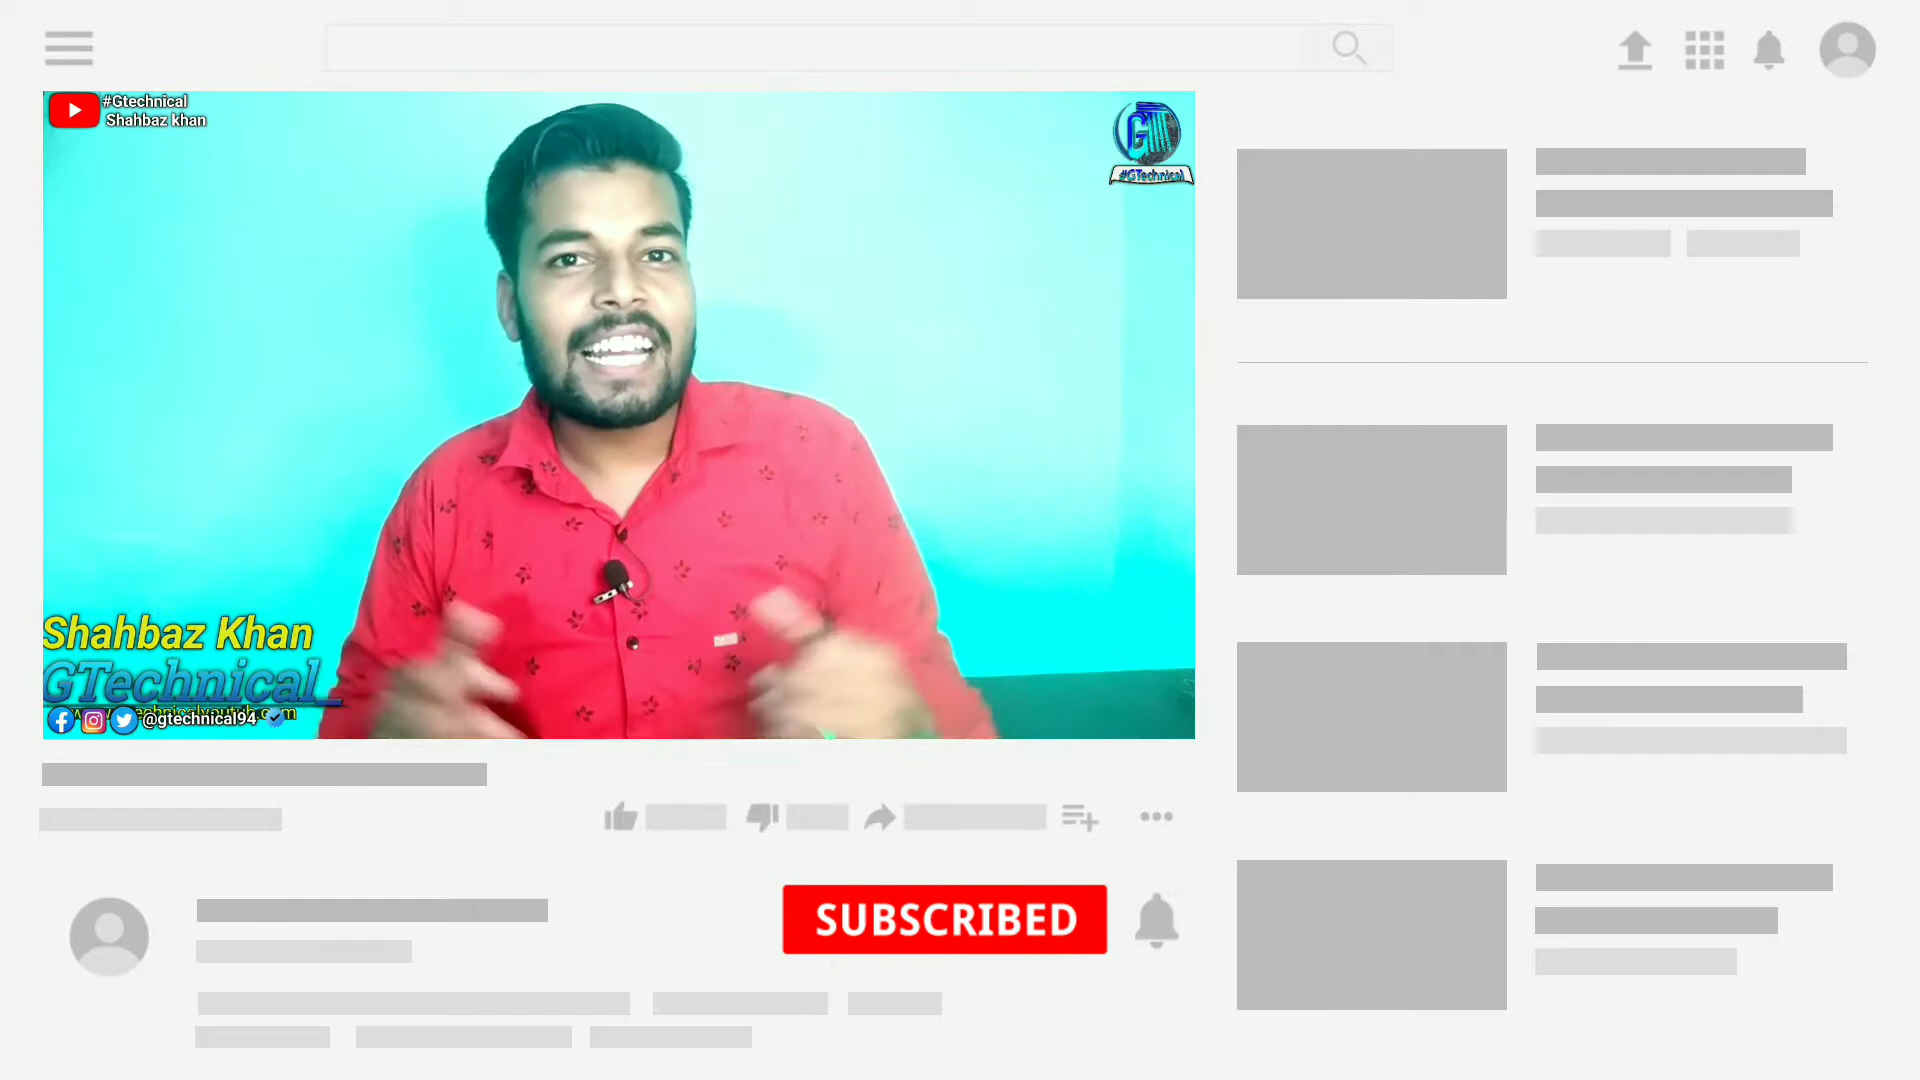 #Gtechnical
Shahbaz khan
#GTechnical
Shahbaz Khan
GTechnical
@gtechnical94
SUBSCRIBED